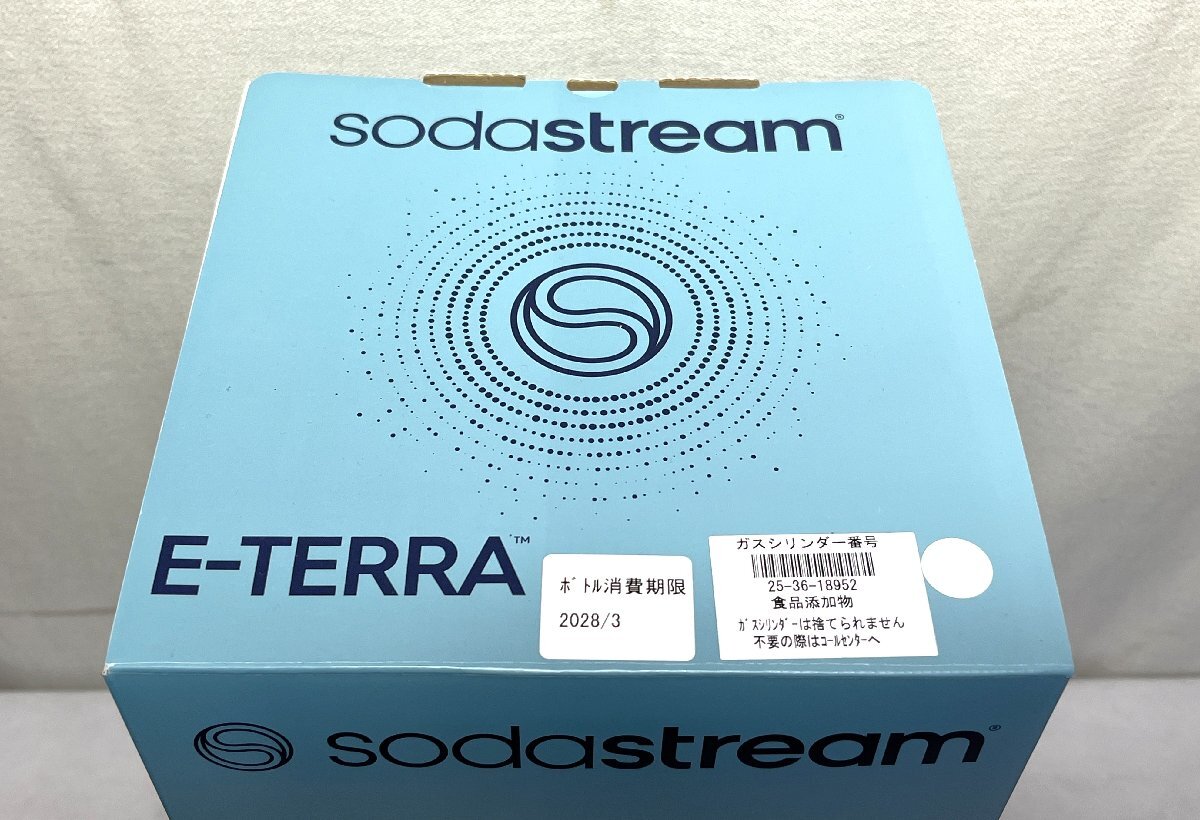 sodastream®
E-TERRA™
ボトル消費期限
2028/3
ガスシリンダー番号
25-36-18952
食品添加物
ガスシリンダーは捨てられません
不要の際はコールセンターへ
sodastream®